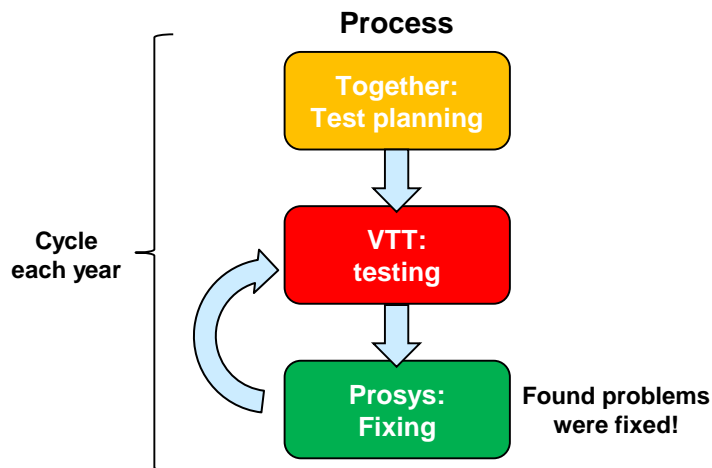 Process
Together:
Test planning
Cycle
each year
VTT:
testing
Prosys:
Fixing
Found problems
were fixed!